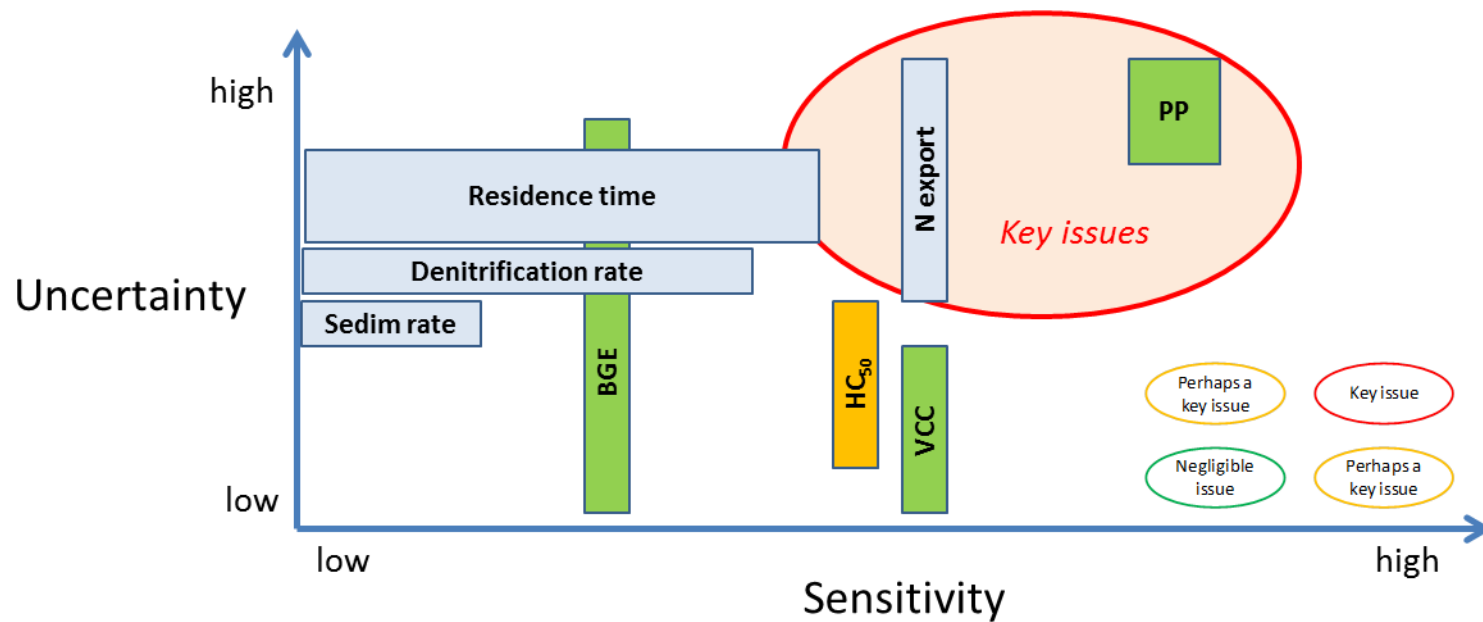 high
PP
N export
Residence time
Key issues
Denitrification rate
Uncertainty
Sedim rate
BGE
HC50
VCC
Perhaps a
key issue
Key issue
Negligible
issue
Perhaps a
key issue
low
low
high
Sensitivity